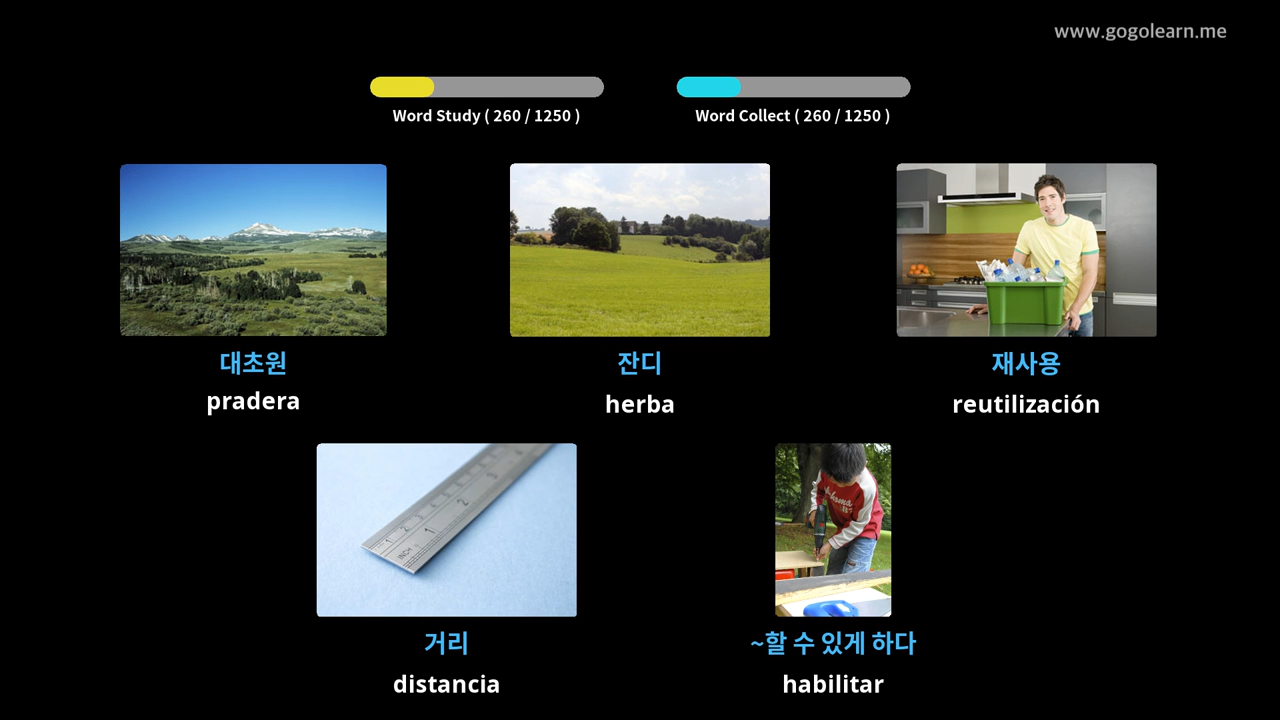 www.gogolearn.me
Word Study ( 260 / 1250 )
Word Collect ( 260 / 1250 )
대초원
pradera
잔디
herba
재사용
reutilización
거리
distancia
~할 수 있게 하다
habilitar